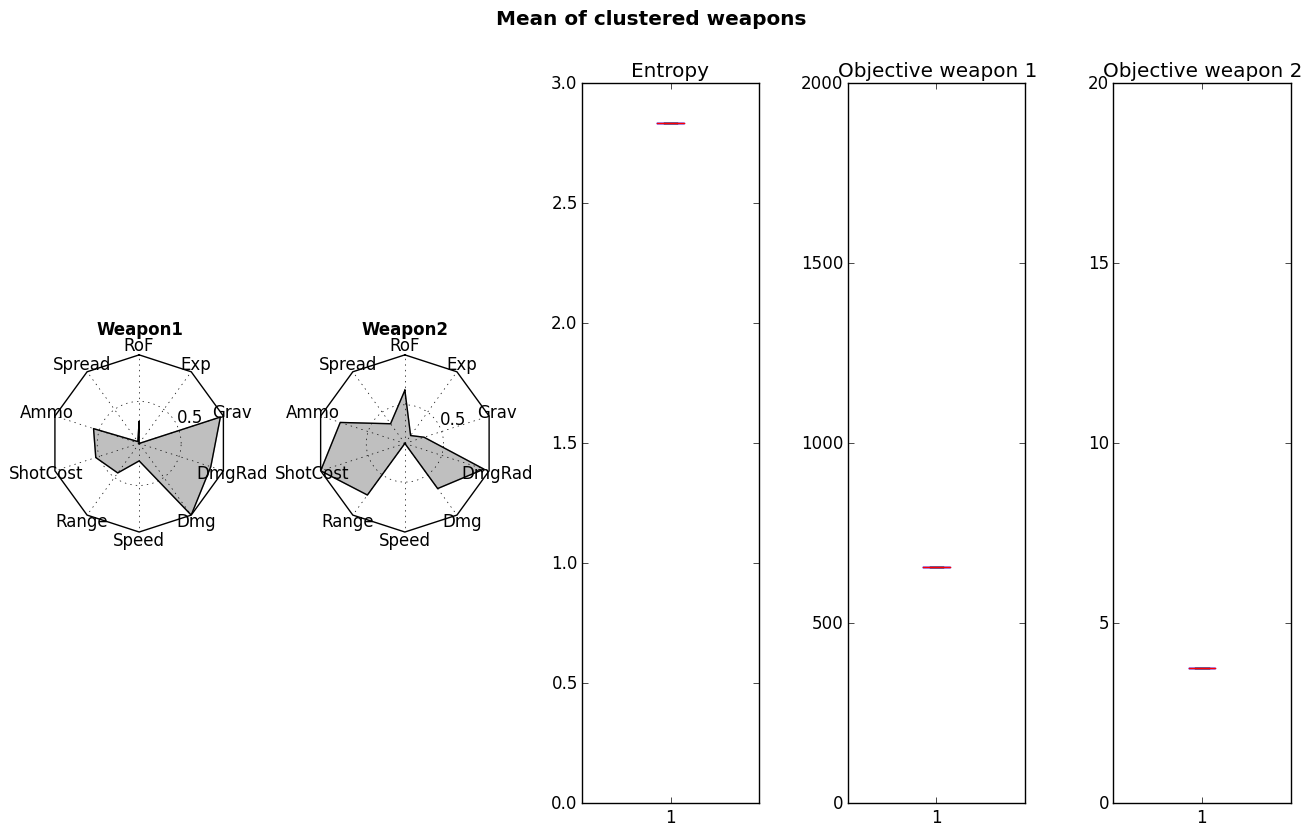 Mean of clustered weapons
Weapon1
RoF
Spread
Exp
Ammo
0.5
Grav
ShotCost
DmgRad
Range
Dmg
Speed
Weapon2
RoF
Spread
Exp
Ammo
0.5
Grav
ShotCost
DmgRad
Range
Dmg
Speed
Entropy
3.0
2.5
2.0
1.5
1.0
0.5
0.0
1
Objective weapon 1
2000
1500
1000
500
0
1
Objective weapon 2
20
15
10
5
0
1